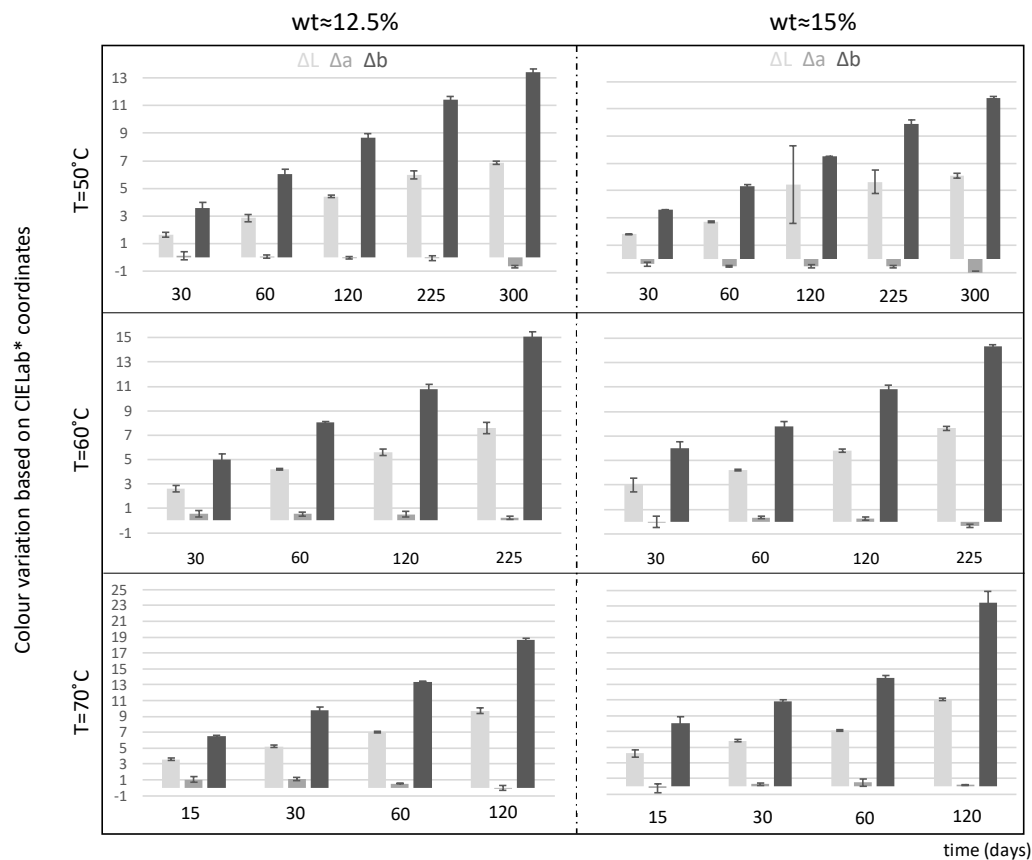 wt≈12.5%
wt≈15%
Colour variation based on CIELab* coordinates
T=50˚C
ΔL Δa Δb
ΔL Δa Δb
13
11
9
7
5
3
1
-1
30 60 120 225 300
30 60 120 225 300
T=60˚C
15
13
11
9
7
5
3
1
-1
30 60 120 225
30 60 120 225
T=70˚C
25
23
21
19
17
15
13
11
9
7
5
3
1
-1
15 30 60 120
15 30 60 120
time (days)